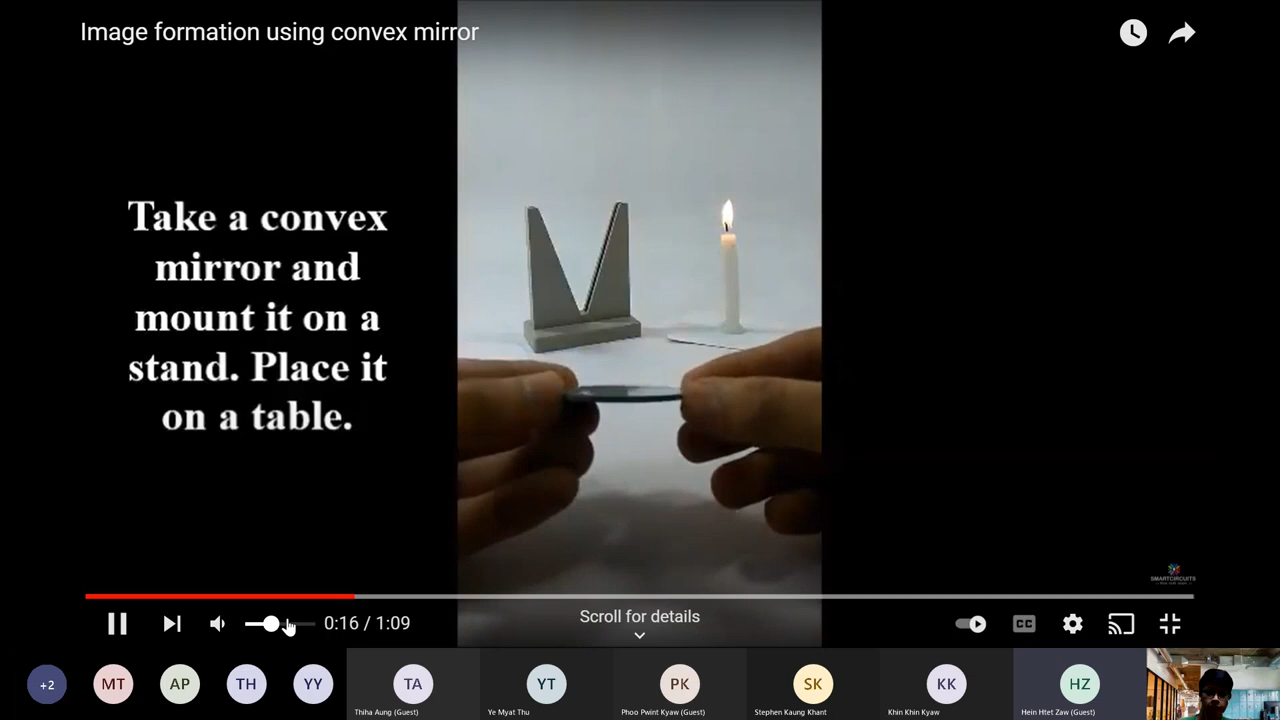 Image formation using convex mirror
Take a convex
mirror and
mount it on a
stand. Place it
on a table.
SMARTCIRCUITS
0:16 / 1:09
Scroll for details
CC
+2
MT
AP
TH
YY
TA
YT
PK
SK
KK
HZ
Thiha Aung (Guest)
Ye Myat Thu
Phoo Pwint Kyaw (Guest)
Stephen Kaung Khant
Khin Khin Kyaw
Hein Htet Zaw (Guest)